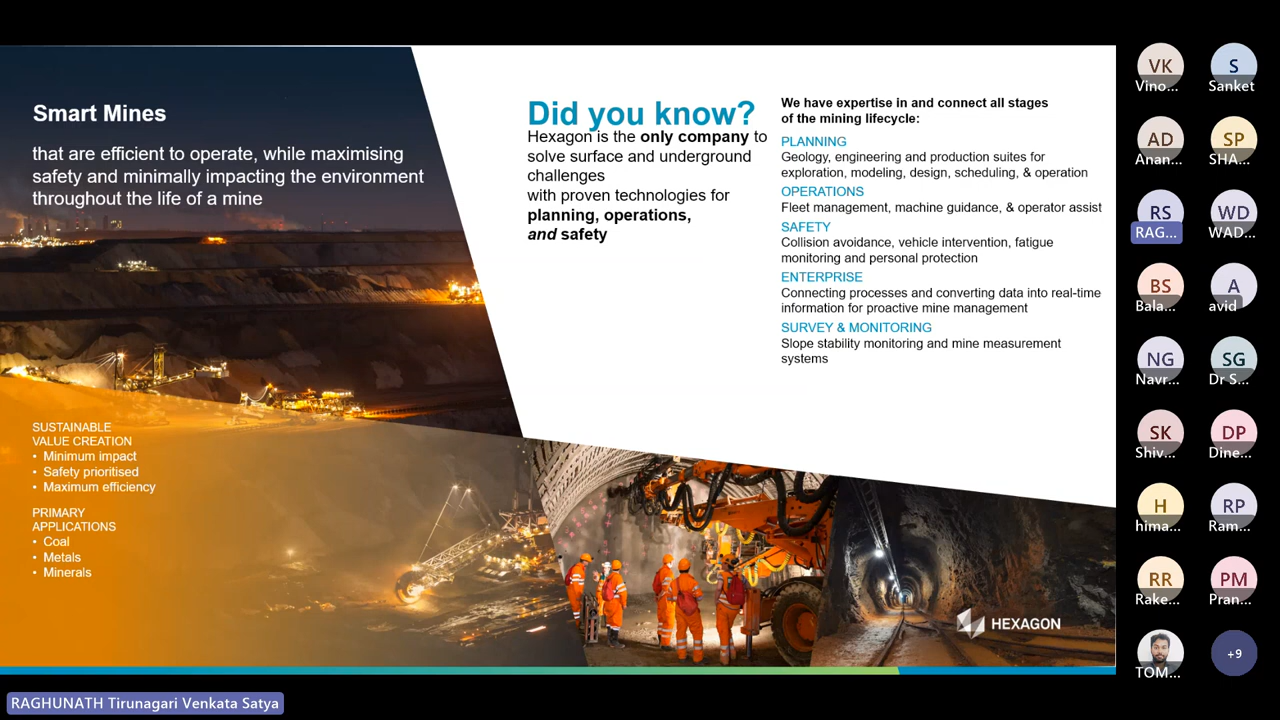 Smart Mines
that are efficient to operate, while maximising
safety and minimally impacting the environment
throughout the life of a mine
SUSTAINABLE
VALUE CREATION
• Minimum impact
• Safety prioritised
• Maximum efficiency
PRIMARY
APPLICATIONS
• Coal
• Metals
• Minerals
Did you know?
Hexagon is the only company to
solve surface and underground
challenges
with proven technologies for
planning, operations,
and safety
We have expertise in and connect all stages
of the mining lifecycle:
PLANNING
Geology, engineering and production suites for
exploration, modeling, design, scheduling, & operation
OPERATIONS
Fleet management, machine guidance, & operator assist
SAFETY
Collision avoidance, vehicle intervention, fatigue
monitoring and personal protection
ENTERPRISE
Connecting processes and converting data into real-time
information for proactive mine management
SURVEY & MONITORING
Slope stability monitoring and mine measurement
systems
HEXAGON
VK S
Vino... Sanket
AD SP
Anan... SHA...
RS WD
RAG... WAD...
BS A
Bala... avid
NG SG
Navr... Dr S...
SK DP
Shiv... Dine...
H RP
hima... Ram...
RR PM
Rake... Pran...
TOM... +9
RAGHUNATH Tirunagari Venkata Satya